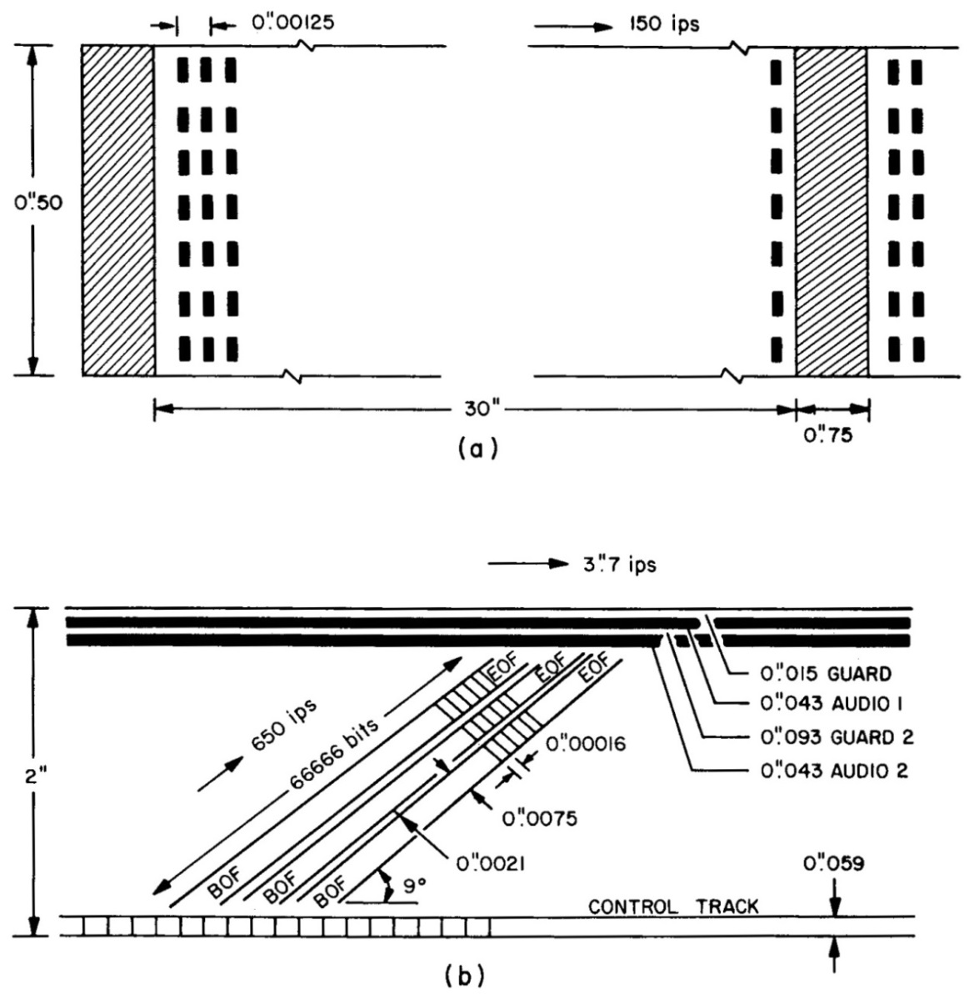 0".00125
150 ips
0".50
30"
0".75
(a)
3".7 ips
EOF
EOF
EOF
0".015 GUARD
0".043 AUDIO 1
0".093 GUARD 2
0".043 AUDIO 2
650 ips
66666 bits
0".00016
2"
0".0075
0".0021
0".059
BOF
BOF
BOF
9°
CONTROL TRACK
(b)